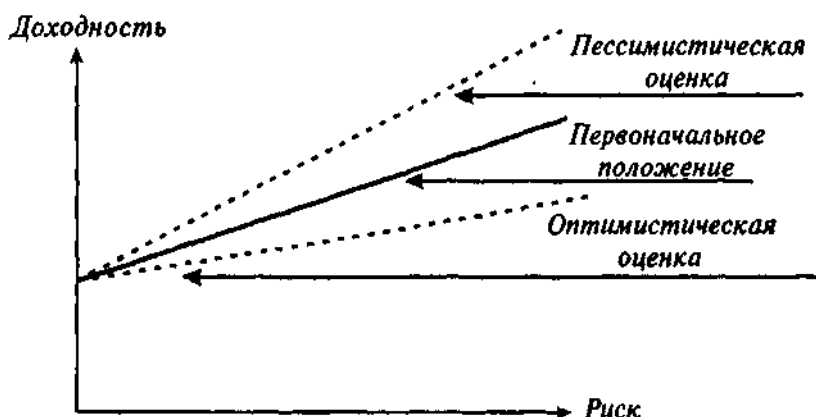 Доходность
Пессимистическая
оценка
Первоначальное
положение
Оптимистическая
оценка
Риск